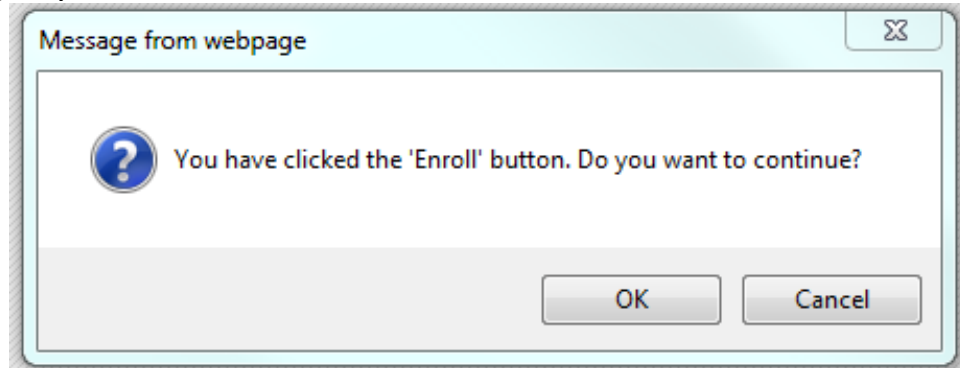 Message from webpage
You have clicked the 'Enroll' button. Do you want to continue?
OK
Cancel